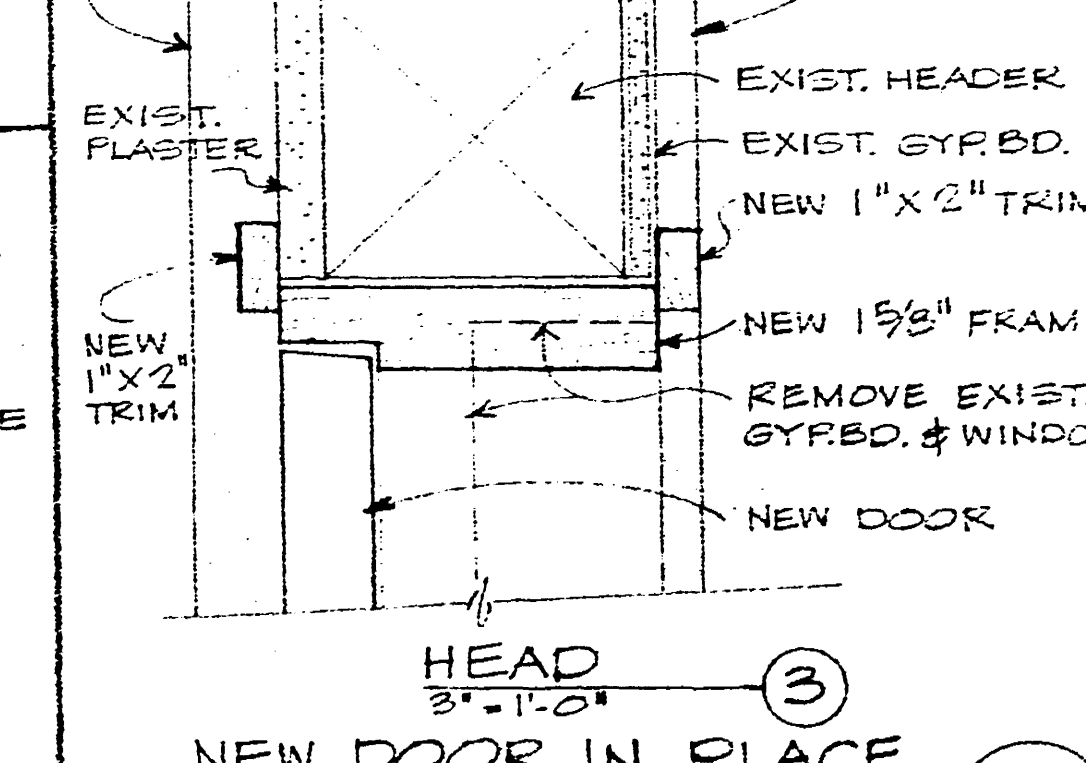 EXIST. HEADER
EXIST.
PLASTER
EXIST. GYP. BD.
NEW 1"X2" TRIM
NEW 1 5/8" FRAM
NEW
1"X2"
TRIM
REMOVE EXIST.
GYP. BD. & WINDO
E
NEW DOOR
HEAD
3" = 1'-0"
3
NEW DOOR IN PLACE